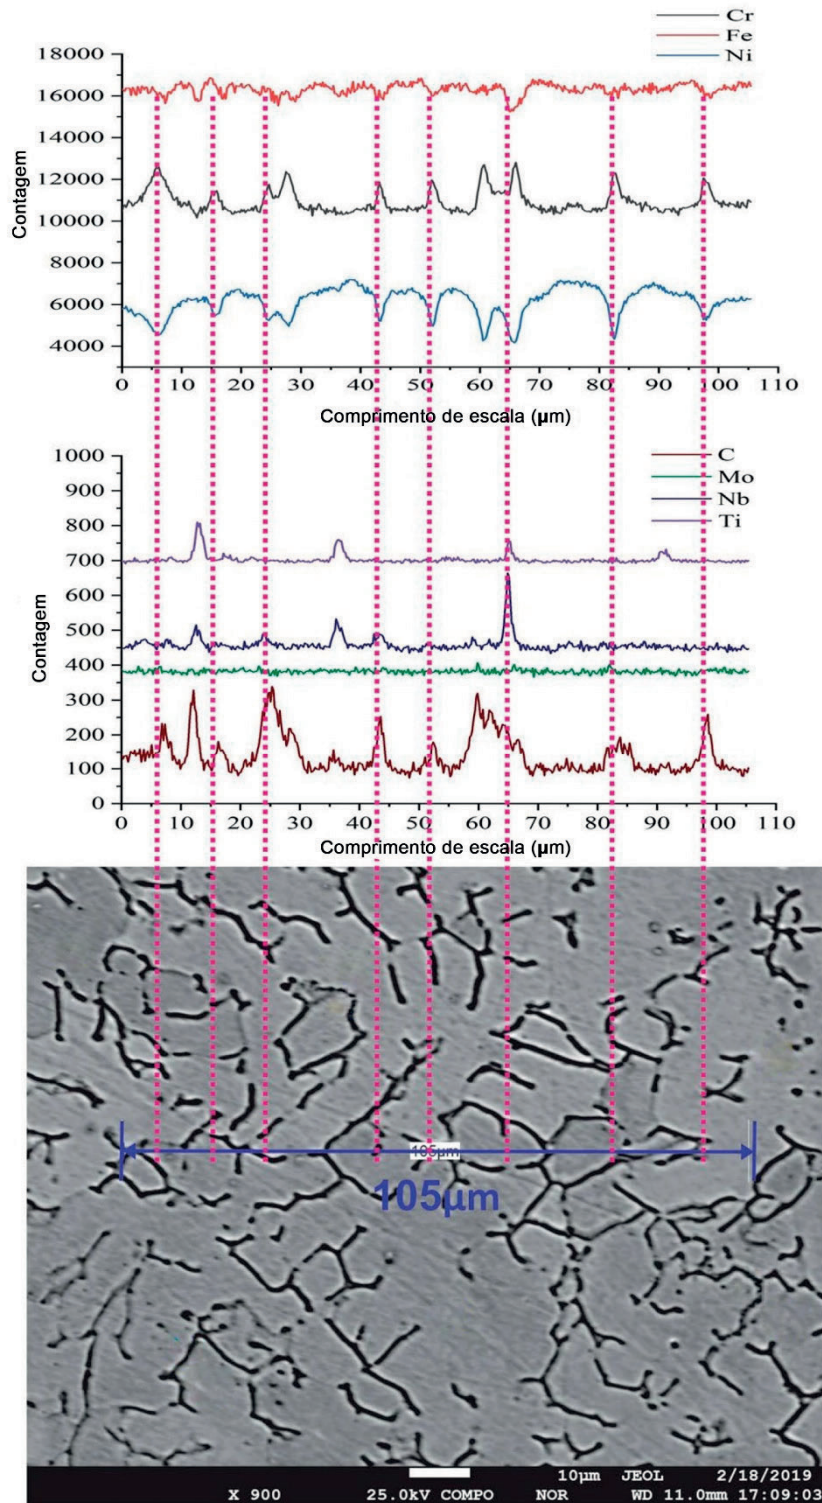 Cr
Fe
Ni
18000
16000
14000
12000
10000
8000
6000
4000
Contagem
0 10 20 30 40 50 60 70 80 90 100 110
Comprimento de escala (µm)
C
Mo
Nb
Ti
1000
900
800
700
600
500
400
300
200
100
0
Contagem
0 10 20 30 40 50 60 70 80 90 100 110
Comprimento de escala (µm)
105µm
105µm
10µm JEOL 2/18/2019
X 900 25.0kV COMPO NOR WD 11.0mm 17:09:03